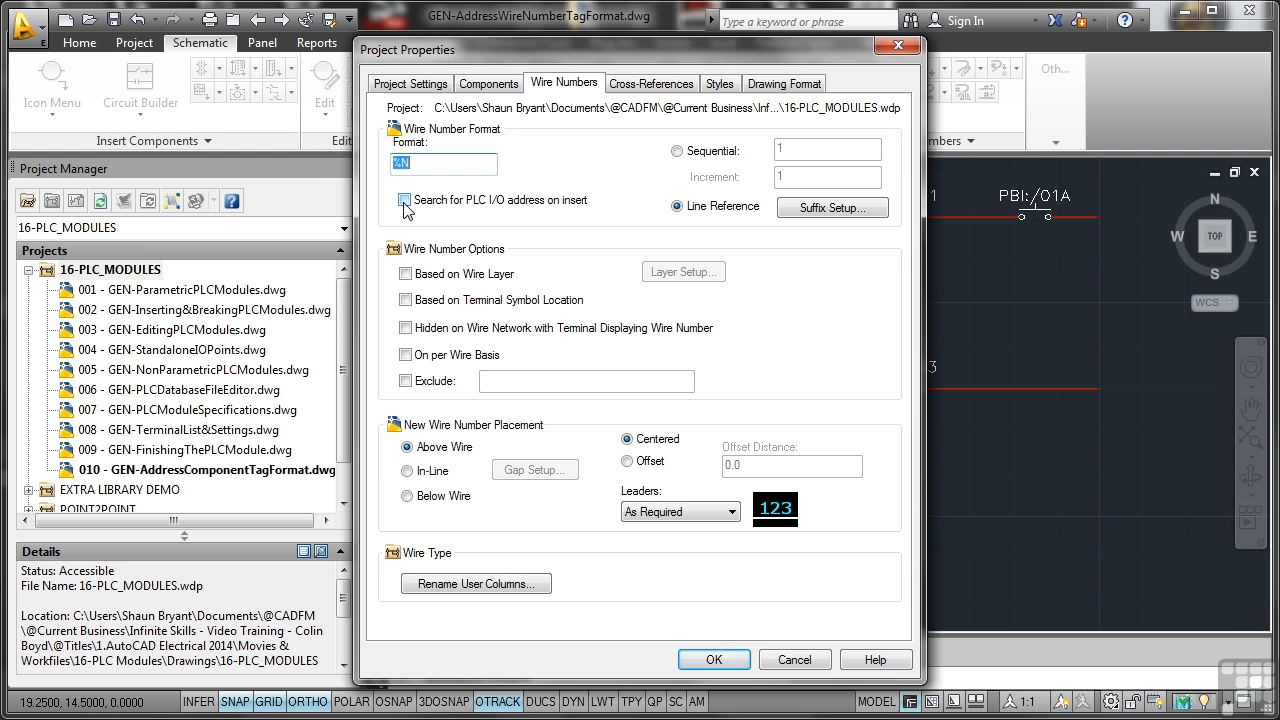 GEN-AddressWireNumberTagFormat.dwg
Type a keyword or phrase
Sign In
Home
Project
Schematic
Panel
Reports
Icon Menu
Circuit Builder
Edit
Oth...
Insert Components
Edi
mbers
Project Manager
16-PLC_MODULES
Projects
16-PLC_MODULES
001 - GEN-ParametricPLCModules.dwg
002 - GEN-Inserting&BreakingPLCModules.dwg
003 - GEN-EditingPLCModules.dwg
004 - GEN-StandaloneIOPoints.dwg
005 - GEN-NonParametricPLCModules.dwg
006 - GEN-PLCDatabaseFileEditor.dwg
007 - GEN-PLCModuleSpecifications.dwg
008 - GEN-TerminalList&Settings.dwg
009 - GEN-FinishingThePLCModule.dwg
010 - GEN-AddressComponentTagFormat.dwg
EXTRA LIBRARY DEMO
POINT2POINT
Details
Status: Accessible
File Name: 16-PLC_MODULES.wdp
Location: C:\Users\Shaun Bryant\Documents\@CADFM
\@Current Business\Infinite Skills - Video Training - Colin
Boyd\@Titles\1.AutoCAD Electrical 2014\Movies &
Workfiles\16-PLC Modules\Drawings\16-PLC_MODULES
Project Properties
Project Settings
Components
Wire Numbers
Cross-References
Styles
Drawing Format
Project: C:\Users\Shaun Bryant\Documents\@CADFM\@Current Business\Inf...\16-PLC_MODULES.wdp
Wire Number Format
Format:
%N
Search for PLC I/O address on insert
Sequential:
1
Increment:
1
Line Reference
Suffix Setup...
Wire Number Options
Based on Wire Layer
Layer Setup...
Based on Terminal Symbol Location
Hidden on Wire Network with Terminal Displaying Wire Number
On per Wire Basis
Exclude:
New Wire Number Placement
Above Wire
In-Line
Gap Setup...
Below Wire
Centered
Offset
Offset Distance:
0.0
Leaders:
As Required
123
Wire Type
Rename User Columns...
OK
Cancel
Help
1
PBI:/01A
3
N
W
TOP
E
S
WCS
19.2500, 14.5000, 0.0000
INFER SNAP GRID ORTHO POLAR OSNAP 3DOSNAP OTRACK DUCS DYN LWT TPY QP SC AM
MODEL
1:1